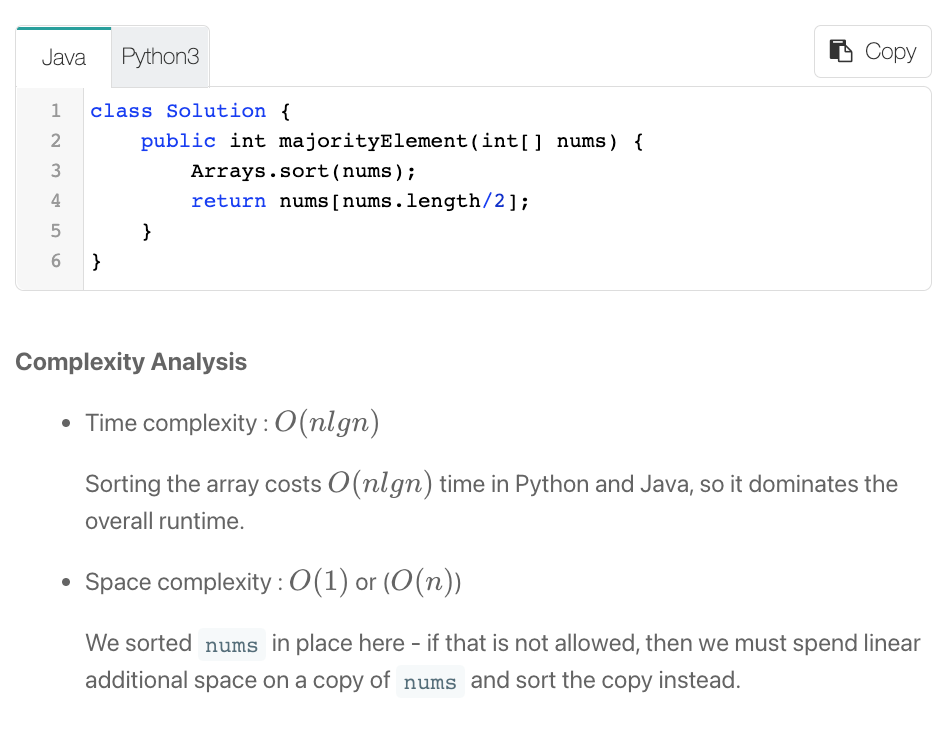 Java Python3 Copy
1 class Solution {
2     public int majorityElement(int[] nums) {
3         Arrays.sort(nums);
4         return nums[nums.length/2];
5     }
6 }
Complexity Analysis
• Time complexity : O(nlgn)
Sorting the array costs O(nlgn) time in Python and Java, so it dominates the
overall runtime.
• Space complexity : O(1) or (O(n))
We sorted nums in place here - if that is not allowed, then we must spend linear
additional space on a copy of nums and sort the copy instead.